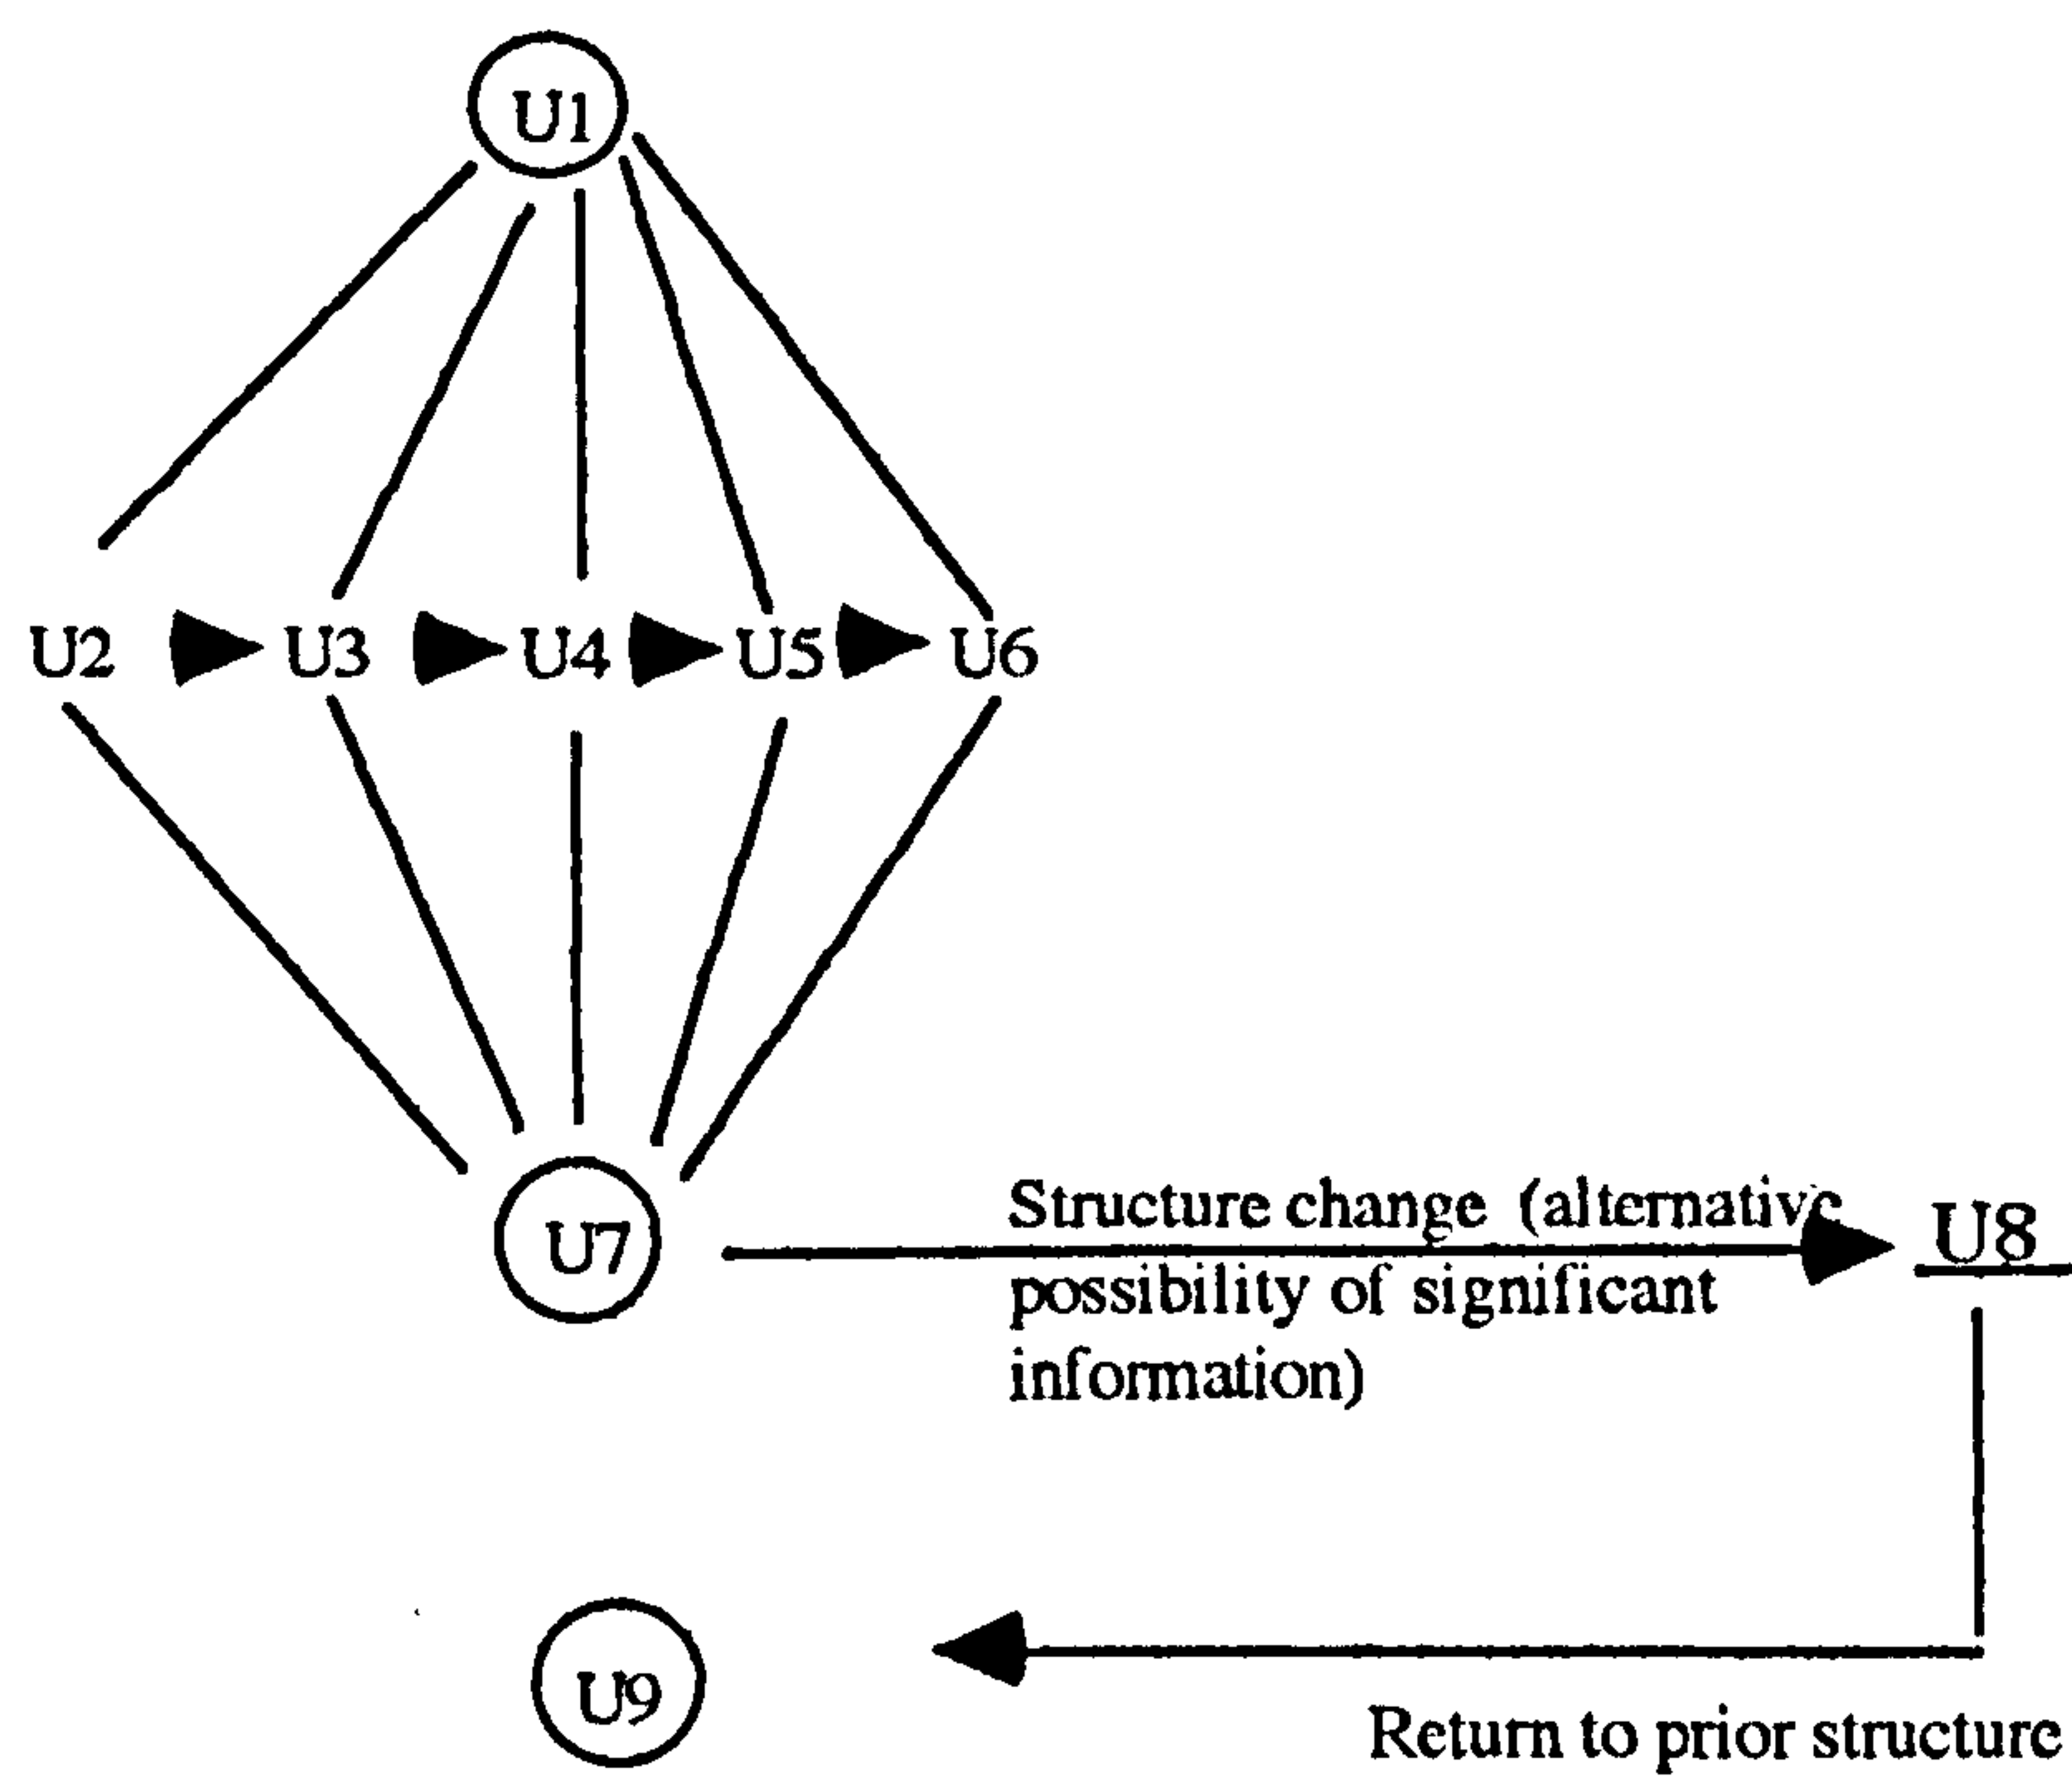 U1
U2 U3 U4 U5 U6
U7
Structure change (alternative
possibility of significant
information)
U8
U9
Return to prior structure